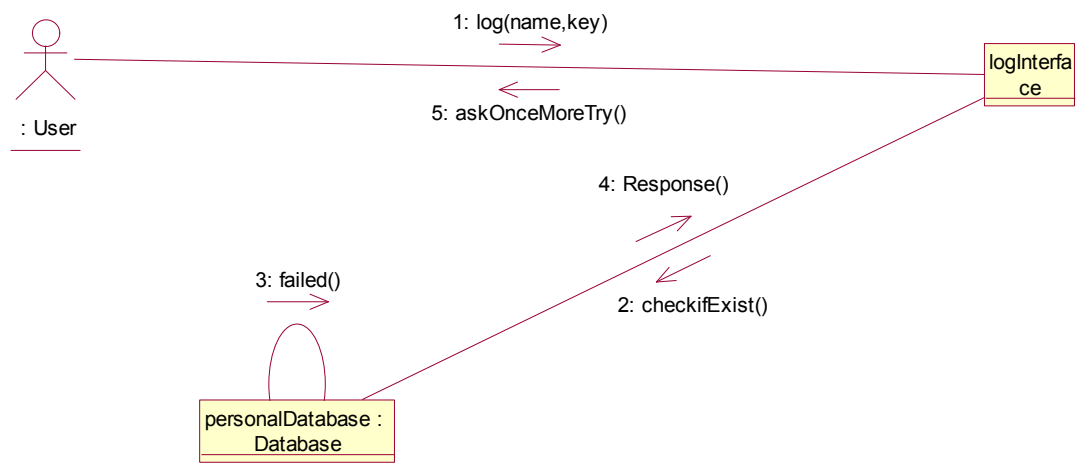 1: log(name,key)
logInterfa
ce
5: askOnceMoreTry()
: User
4: Response()
3: failed()
2: checkifExist()
personalDatabase :
Database